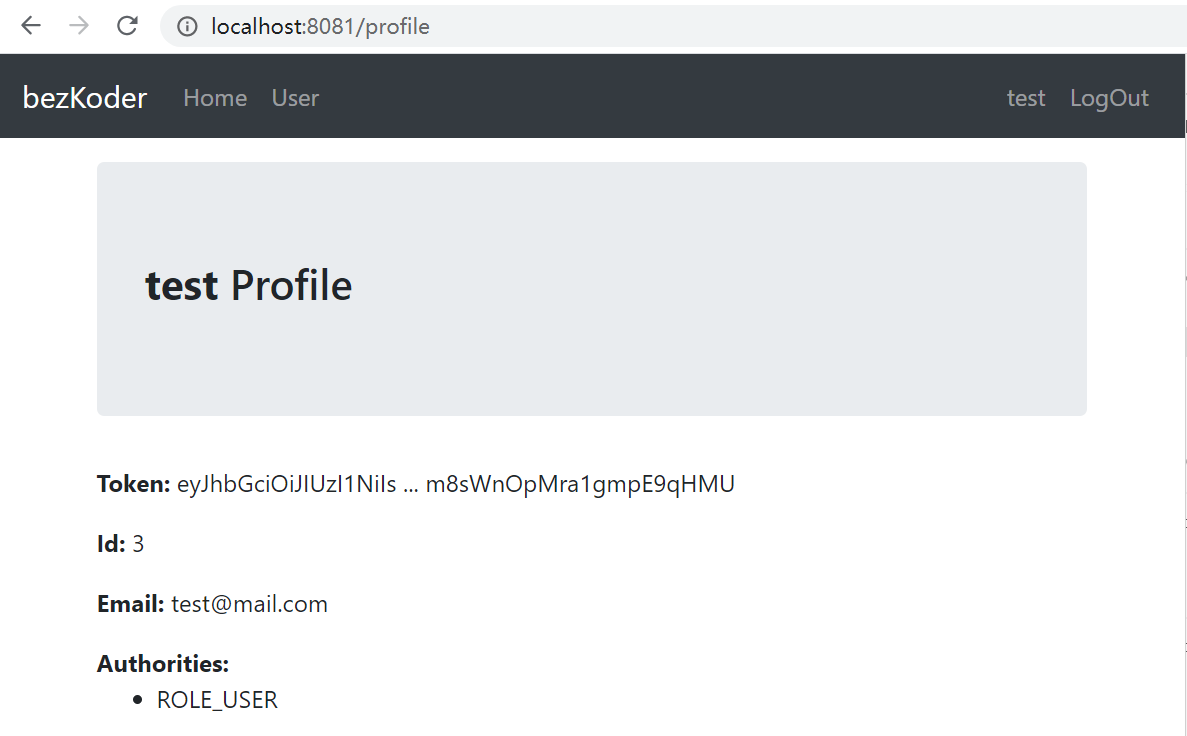 localhost:8081/profile
bezKoder Home User test LogOut
test Profile
Token: eyJhbGciOiJIUzI1NiIs ... m8sWnOpMra1gmpE9qHMU
Id: 3
Email: test@mail.com
Authorities:
ROLE_USER